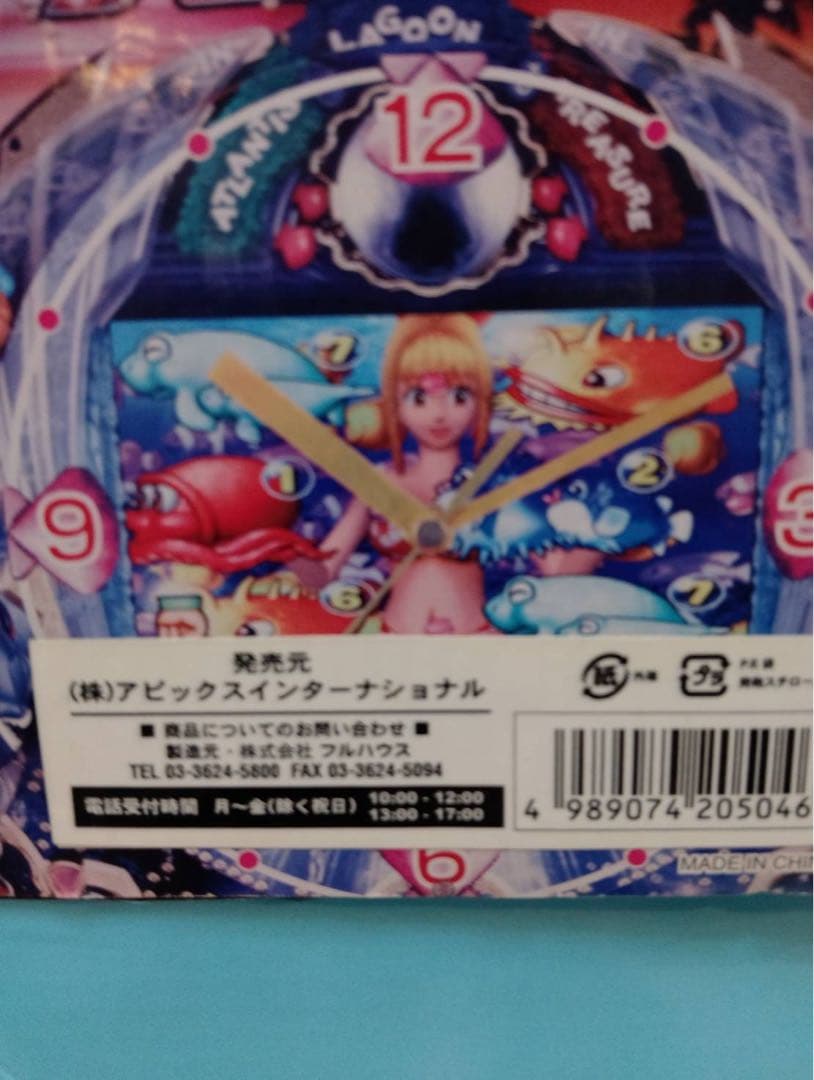 LAGOON
IN
IN
ATLANTIS
TREASURE
12
7
6
1
2
9
3
6
7
発売元
(株)アピックスインターナショナル
■ 商品についてのお問い合わせ ■
製造元・株式会社 フルハウス
TEL 03-3624-5800 FAX 03-3624-5094
電話受付時間 月~金(除く祝日) 10:00 - 12:00
13:00 - 17:00
紙 外箱
プラ P.E 袋
4 989074 205046
6
MADE IN CHIN